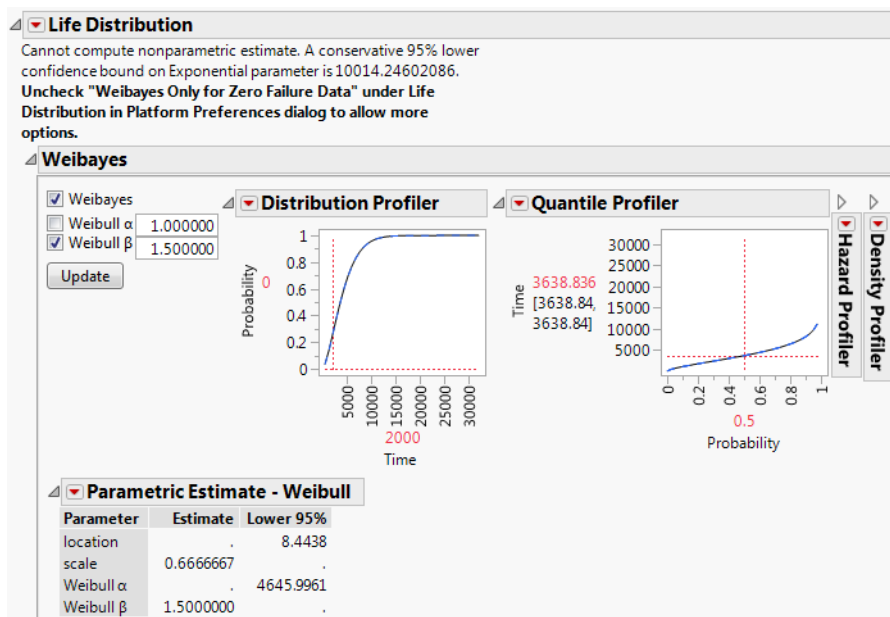 Life Distribution
Cannot compute nonparametric estimate. A conservative 95% lower
confidence bound on Exponential parameter is 10014.24602086.
Uncheck "Weibayes Only for Zero Failure Data" under Life
Distribution in Platform Preferences dialog to allow more
options.
Weibayes
Weibayes
Weibull α 1.000000
Weibull β 1.500000
Update
Distribution Profiler
Probability
0
1
0.8
0.6
0.4
0.2
0
5000 10000 15000 20000 25000 30000
2000
Time
Quantile Profiler
Time
3638.836
[3638.84,
3638.84]
30000
25000
20000
15000
10000
5000
0 0.2 0.4 0.6 0.8 1
0.5
Probability
Hazard Profiler
Density Profiler
Parametric Estimate - Weibull
Parameter Estimate Lower 95%
location . 8.4438
scale 0.6666667 .
Weibull α . 4645.9961
Weibull β 1.5000000 .